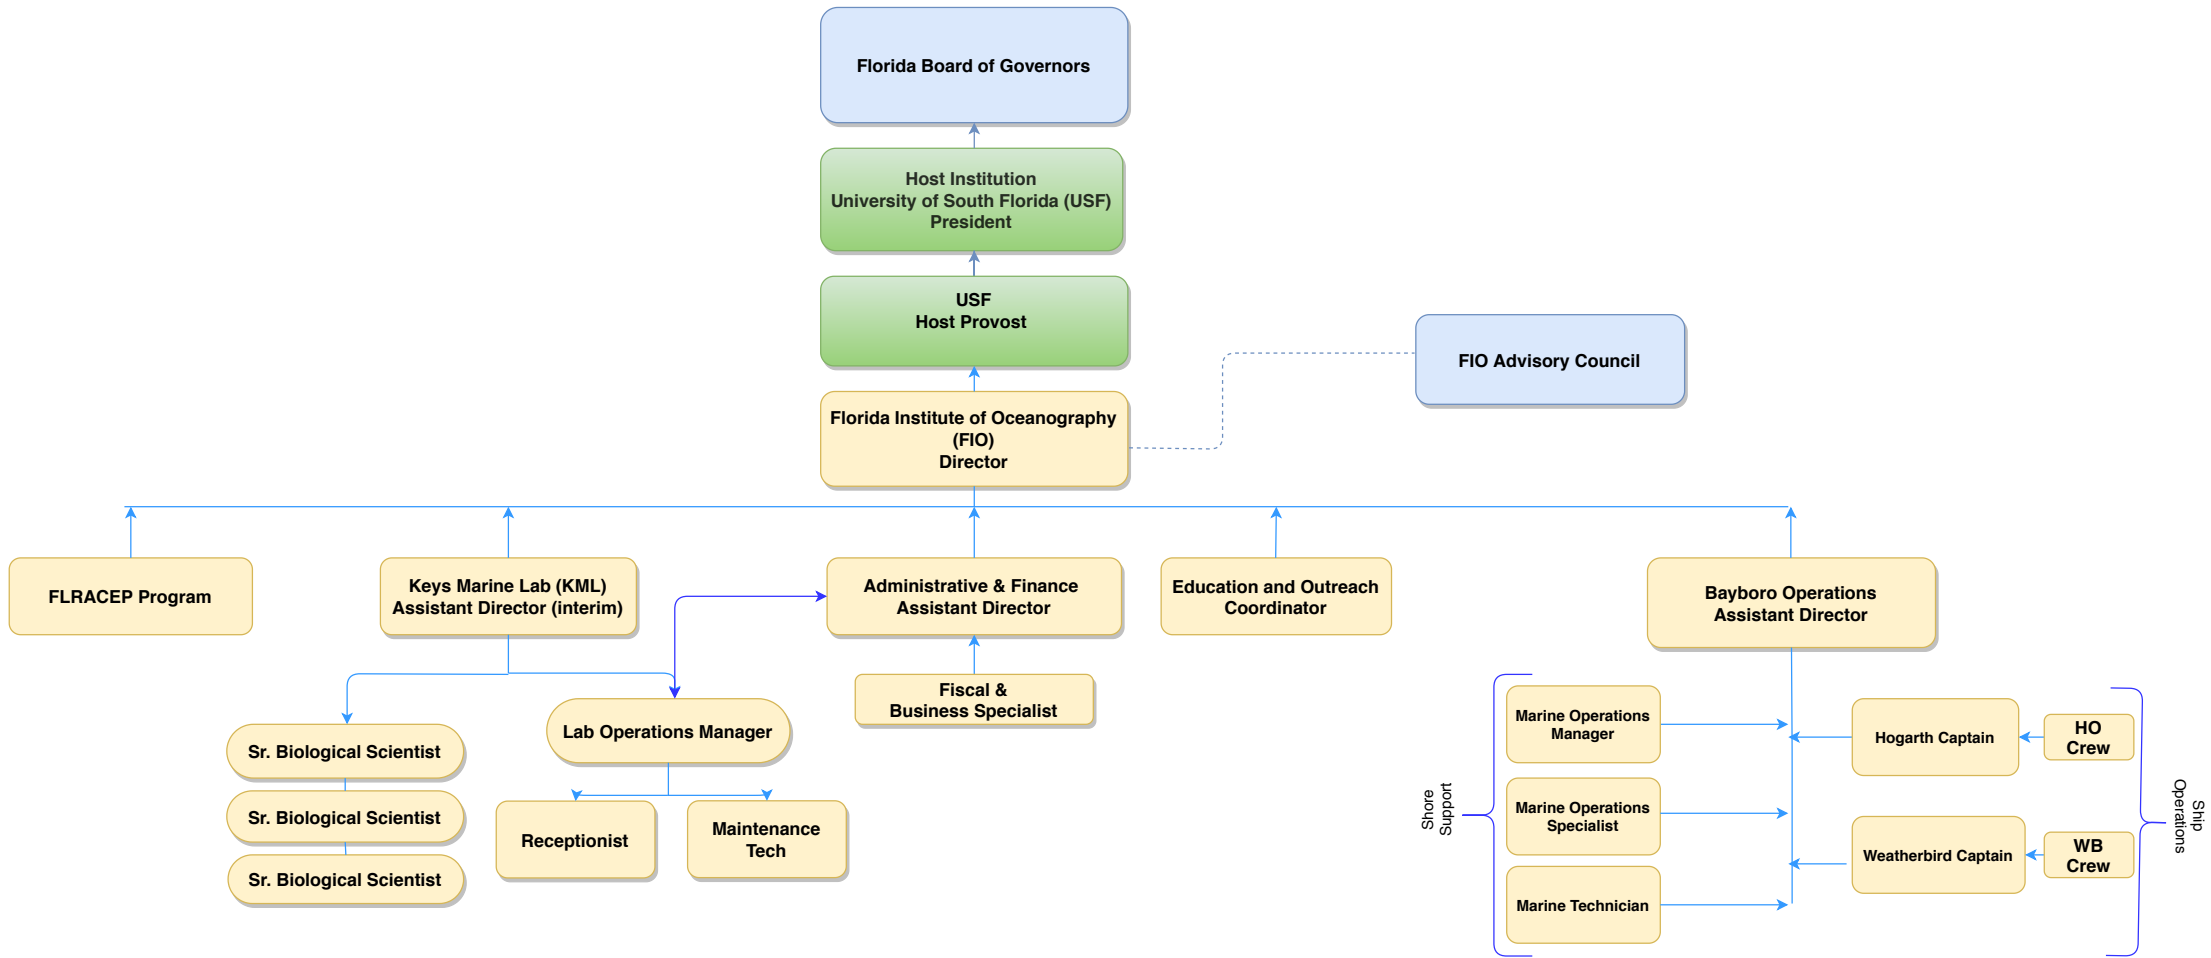 Florida Board of Governors
Host Institution
University of South Florida (USF)
President
USF
Host Provost
FIO Advisory Council
Florida Institute of Oceanography
(FIO)
Director
FLRACEP Program
Keys Marine Lab (KML)
Assistant Director (interim)
Administrative & Finance
Assistant Director
Education and Outreach
Coordinator
Bayboro Operations
Assistant Director
Sr. Biological Scientist
Sr. Biological Scientist
Sr. Biological Scientist
Lab Operations Manager
Receptionist
Maintenance
Tech
Fiscal &
Business Specialist
Shore
Support
Marine Operations
Manager
Marine Operations
Specialist
Marine Technician
Hogarth Captain
HO
Crew
Weatherbird Captain
WB
Crew
Ship
Operations